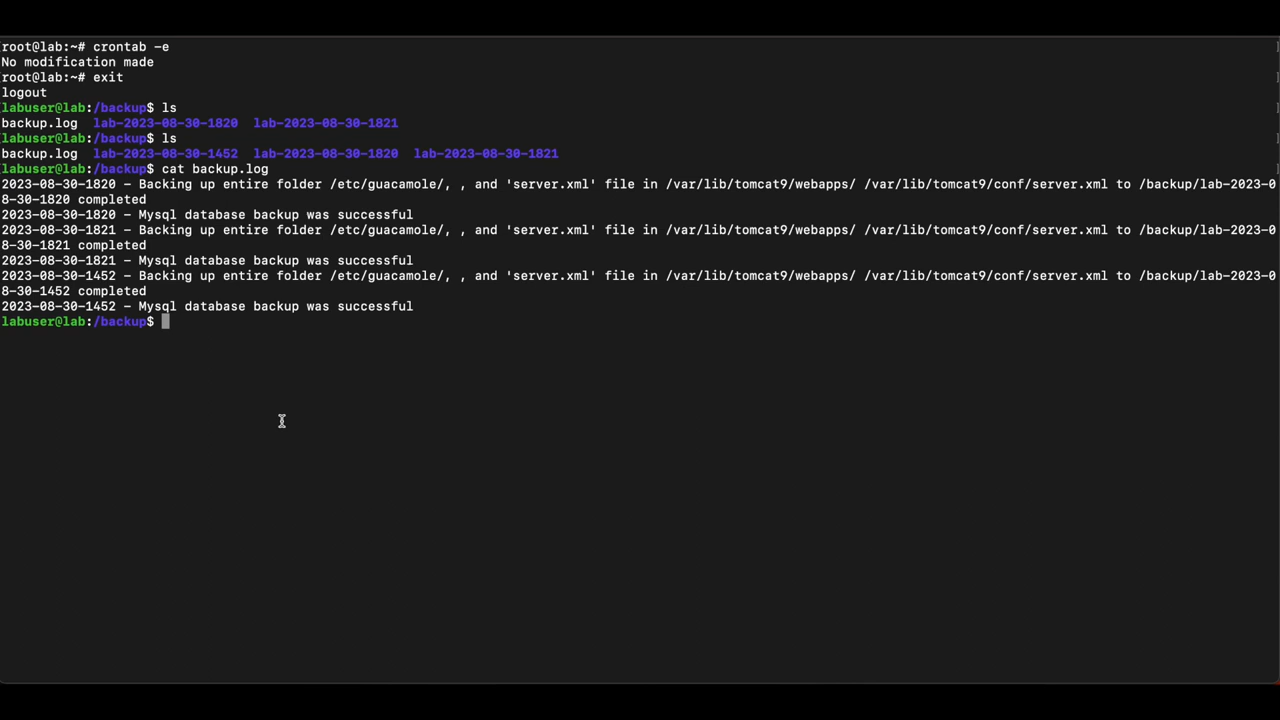 [root@lab:~# crontab -e
No modification made
[root@lab:~# exit
logout
[labuser@lab:/backup$ ls
backup.log  lab-2023-08-30-1820  lab-2023-08-30-1821
[labuser@lab:/backup$ ls
backup.log  lab-2023-08-30-1452  lab-2023-08-30-1820  lab-2023-08-30-1821
[labuser@lab:/backup$ cat backup.log
2023-08-30-1820 - Backing up entire folder /etc/guacamole/, , and 'server.xml' file in /var/lib/tomcat9/webapps/ /var/lib/tomcat9/conf/server.xml to /backup/lab-2023-0
8-30-1820 completed
2023-08-30-1820 - Mysql database backup was successful
2023-08-30-1821 - Backing up entire folder /etc/guacamole/, , and 'server.xml' file in /var/lib/tomcat9/webapps/ /var/lib/tomcat9/conf/server.xml to /backup/lab-2023-0
8-30-1821 completed
2023-08-30-1821 - Mysql database backup was successful
2023-08-30-1452 - Backing up entire folder /etc/guacamole/, , and 'server.xml' file in /var/lib/tomcat9/webapps/ /var/lib/tomcat9/conf/server.xml to /backup/lab-2023-0
8-30-1452 completed
2023-08-30-1452 - Mysql database backup was successful
labuser@lab:/backup$